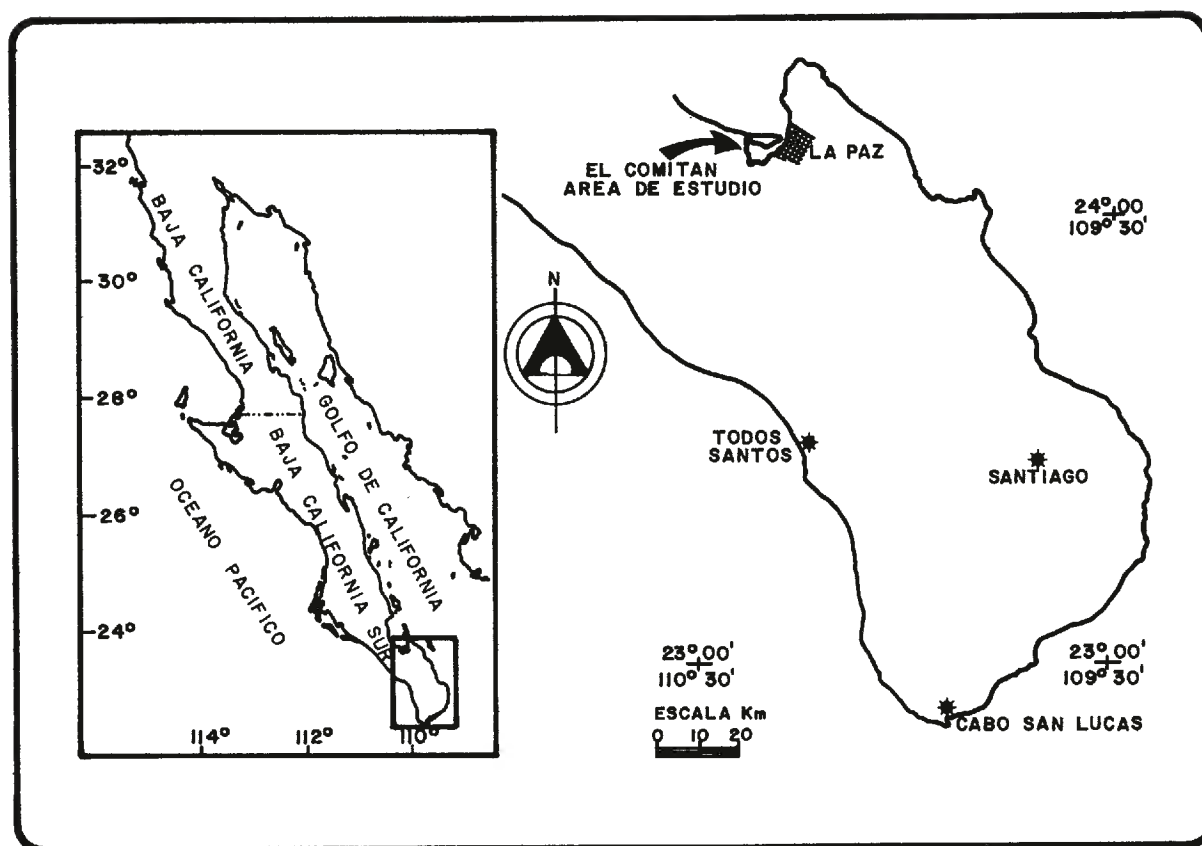 32°
30°
28°
26°
24°
114°
112°
110°
BAJA CALIFORNIA
GOLFO DE CALIFORNIA
BAJA CALIFORNIA SUR
OCEANO PACIFICO
N
LA PAZ
EL COMITAN
AREA DE ESTUDIO
24°00
109°30'
TODOS
SANTOS
SANTIAGO
23°00'
110°30'
23°00'
109°30'
ESCALA Km
0 10 20
CABO SAN LUCAS